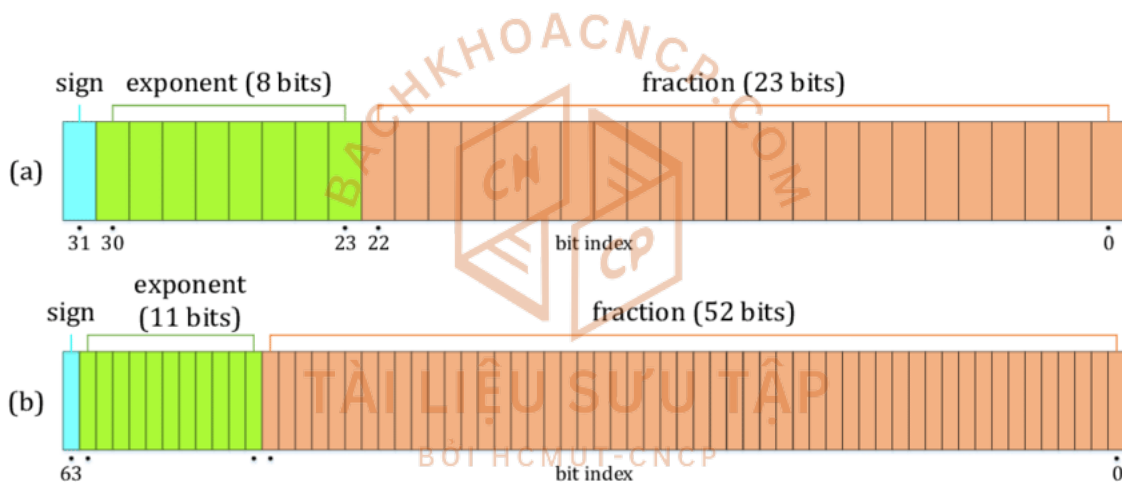 BACHKHOACNCP.COM
sign exponent (8 bits) fraction (23 bits)
(a)
31 30 23 22 bit index 0
CN
CP
exponent
sign (11 bits) fraction (52 bits)
(b)
TÀI LIỆU SƯU TẬP
BỞI HCMUT-CNCP
63 bit index 0